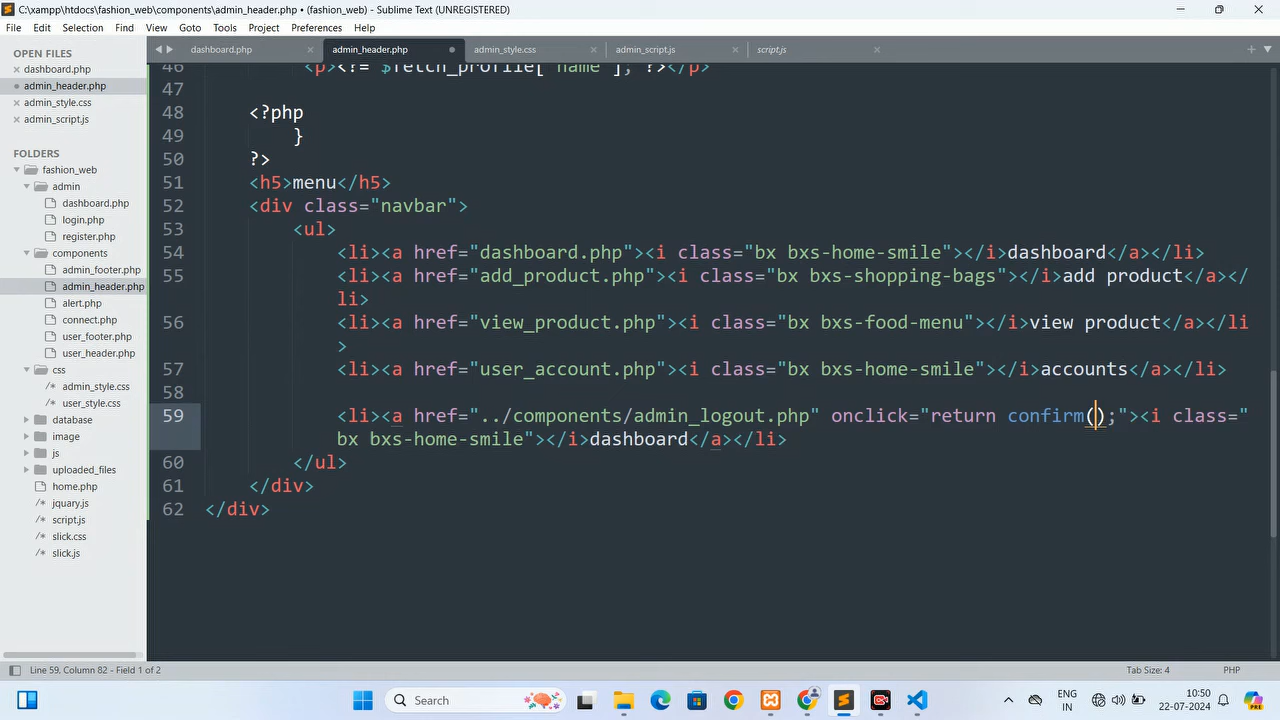 C:\xampp\htdocs\fashion_web\components\admin_header.php • (fashion_web) - Sublime Text (UNREGISTERED)
File Edit Selection Find View Goto Tools Project Preferences Help
OPEN FILES
dashboard.php
admin_header.php
admin_style.css
admin_script.js
FOLDERS
fashion_web
admin
dashboard.php
login.php
register.php
components
admin_footer.php
admin_header.php
alert.php
connect.php
user_footer.php
user_header.php
css
admin_style.css
user_style.css
database
image
js
uploaded_files
home.php
jquary.js
script.js
slick.css
slick.js
dashboard.php admin_header.php admin_style.css admin_script.js script.js
46 <p><?= $fetch_profile['name']; ?></p>
47
48 <?php
49 }
50 ?>
51 <h5>menu</h5>
52 <div class="navbar">
53 <ul>
54 <li><a href="dashboard.php"><i class="bx bxs-home-smile"></i>dashboard</a></li>
55 <li><a href="add_product.php"><i class="bx bxs-shopping-bags"></i>add product</a></
li>
56 <li><a href="view_product.php"><i class="bx bxs-food-menu"></i>view product</a></li
>
57 <li><a href="user_account.php"><i class="bx bxs-home-smile"></i>accounts</a></li>
58
59 <li><a href="../components/admin_logout.php" onclick="return confirm();"><i class="
bx bxs-home-smile"></i>dashboard</a></li>
60 </ul>
61 </div>
62 </div>
Line 59, Column 82 - Field 1 of 2 Tab Size: 4 PHP
Search
ENG
IN
10:50
22-07-2024